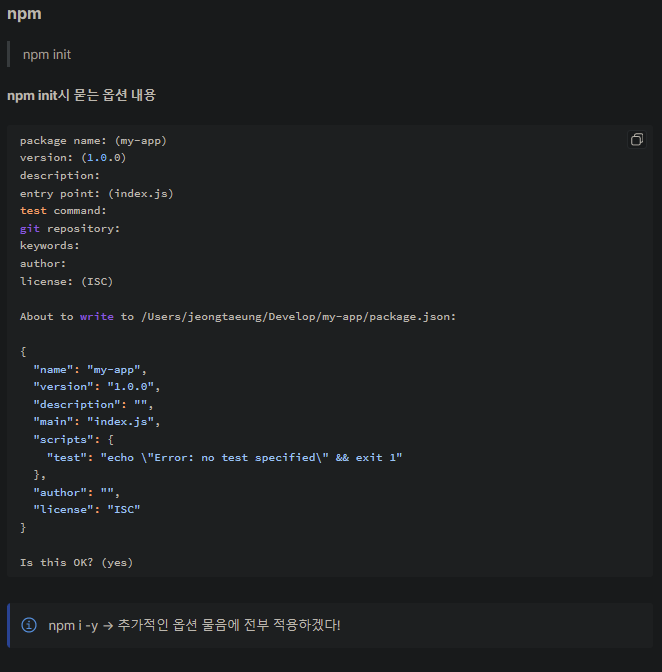 npm
npm init
npm init시 묻는 옵션 내용
package name: (my-app)
version: (1.0.0)
description:
entry point: (index.js)
test command:
git repository:
keywords:
author:
license: (ISC)
About to write to /Users/jeongtaeung/Develop/my-app/package.json:
{
  "name": "my-app",
  "version": "1.0.0",
  "description": "",
  "main": "index.js",
  "scripts": {
    "test": "echo \"Error: no test specified\" && exit 1"
  },
  "author": "",
  "license": "ISC"
}
Is this OK? (yes)
npm i -y → 추가적인 옵션 물음에 전부 적용하겠다!